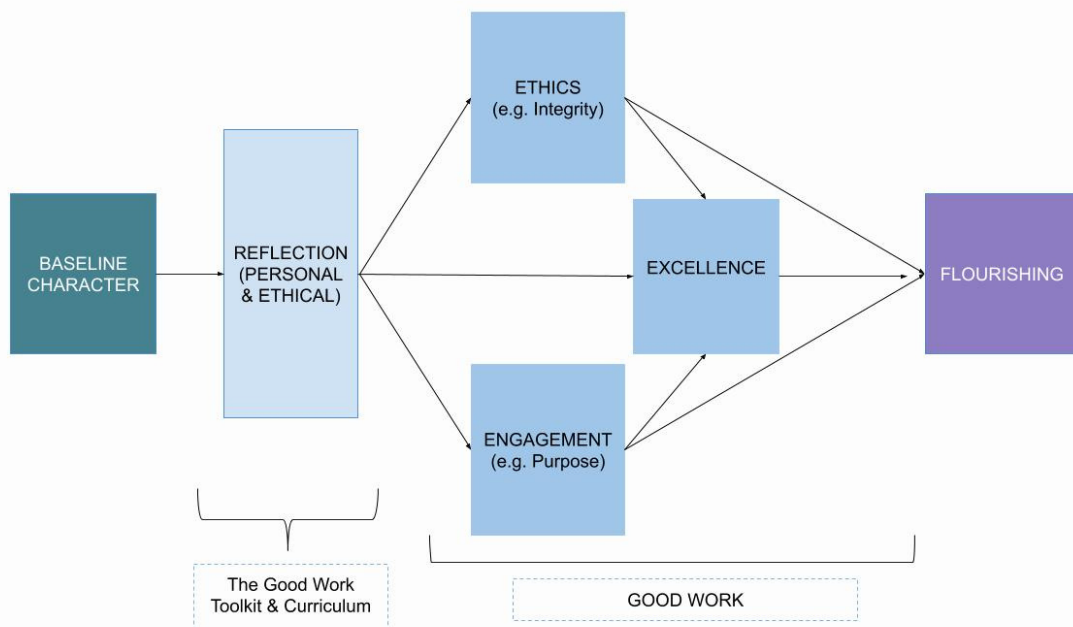 BASELINE
CHARACTER
REFLECTION
(PERSONAL
& ETHICAL)
ETHICS
(e.g. Integrity)
EXCELLENCE
ENGAGEMENT
(e.g. Purpose)
FLOURISHING
The Good Work
Toolkit & Curriculum
GOOD WORK